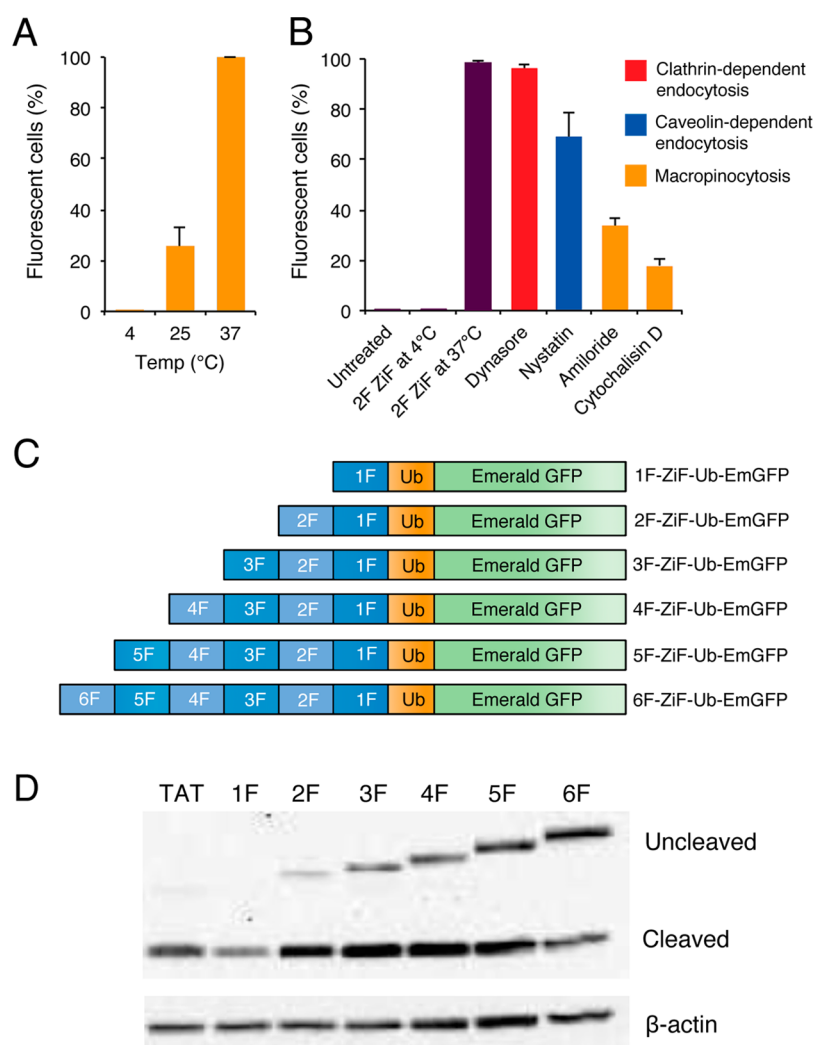 A
Fluorescent cells (%)
100
80
60
40
20
0
4 25 37
Temp (°C)
B
Fluorescent cells (%)
100
80
60
40
20
0
Untreated
2F ZiF at 4°C
2F ZiF at 37°C
Dynasore
Nystatin
Amiloride
Cytochalisin D
Clathrin-dependent
endocytosis
Caveolin-dependent
endocytosis
Macropinocytosis
C
1F Ub Emerald GFP 1F-ZiF-Ub-EmGFP
2F 1F Ub Emerald GFP 2F-ZiF-Ub-EmGFP
3F 2F 1F Ub Emerald GFP 3F-ZiF-Ub-EmGFP
4F 3F 2F 1F Ub Emerald GFP 4F-ZiF-Ub-EmGFP
5F 4F 3F 2F 1F Ub Emerald GFP 5F-ZiF-Ub-EmGFP
6F 5F 4F 3F 2F 1F Ub Emerald GFP 6F-ZiF-Ub-EmGFP
D
TAT 1F 2F 3F 4F 5F 6F
Uncleaved
Cleaved
β-actin